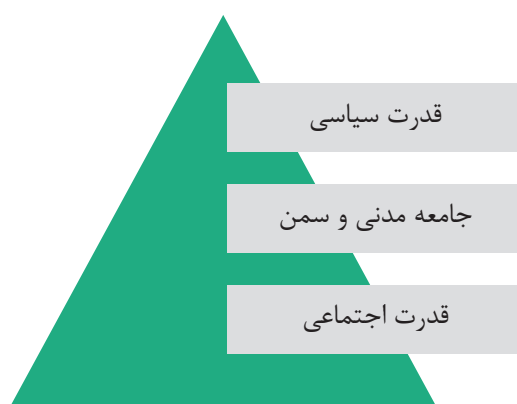 قدرت سیاسی
جامعه مدنی و سمن
قدرت اجتماعی